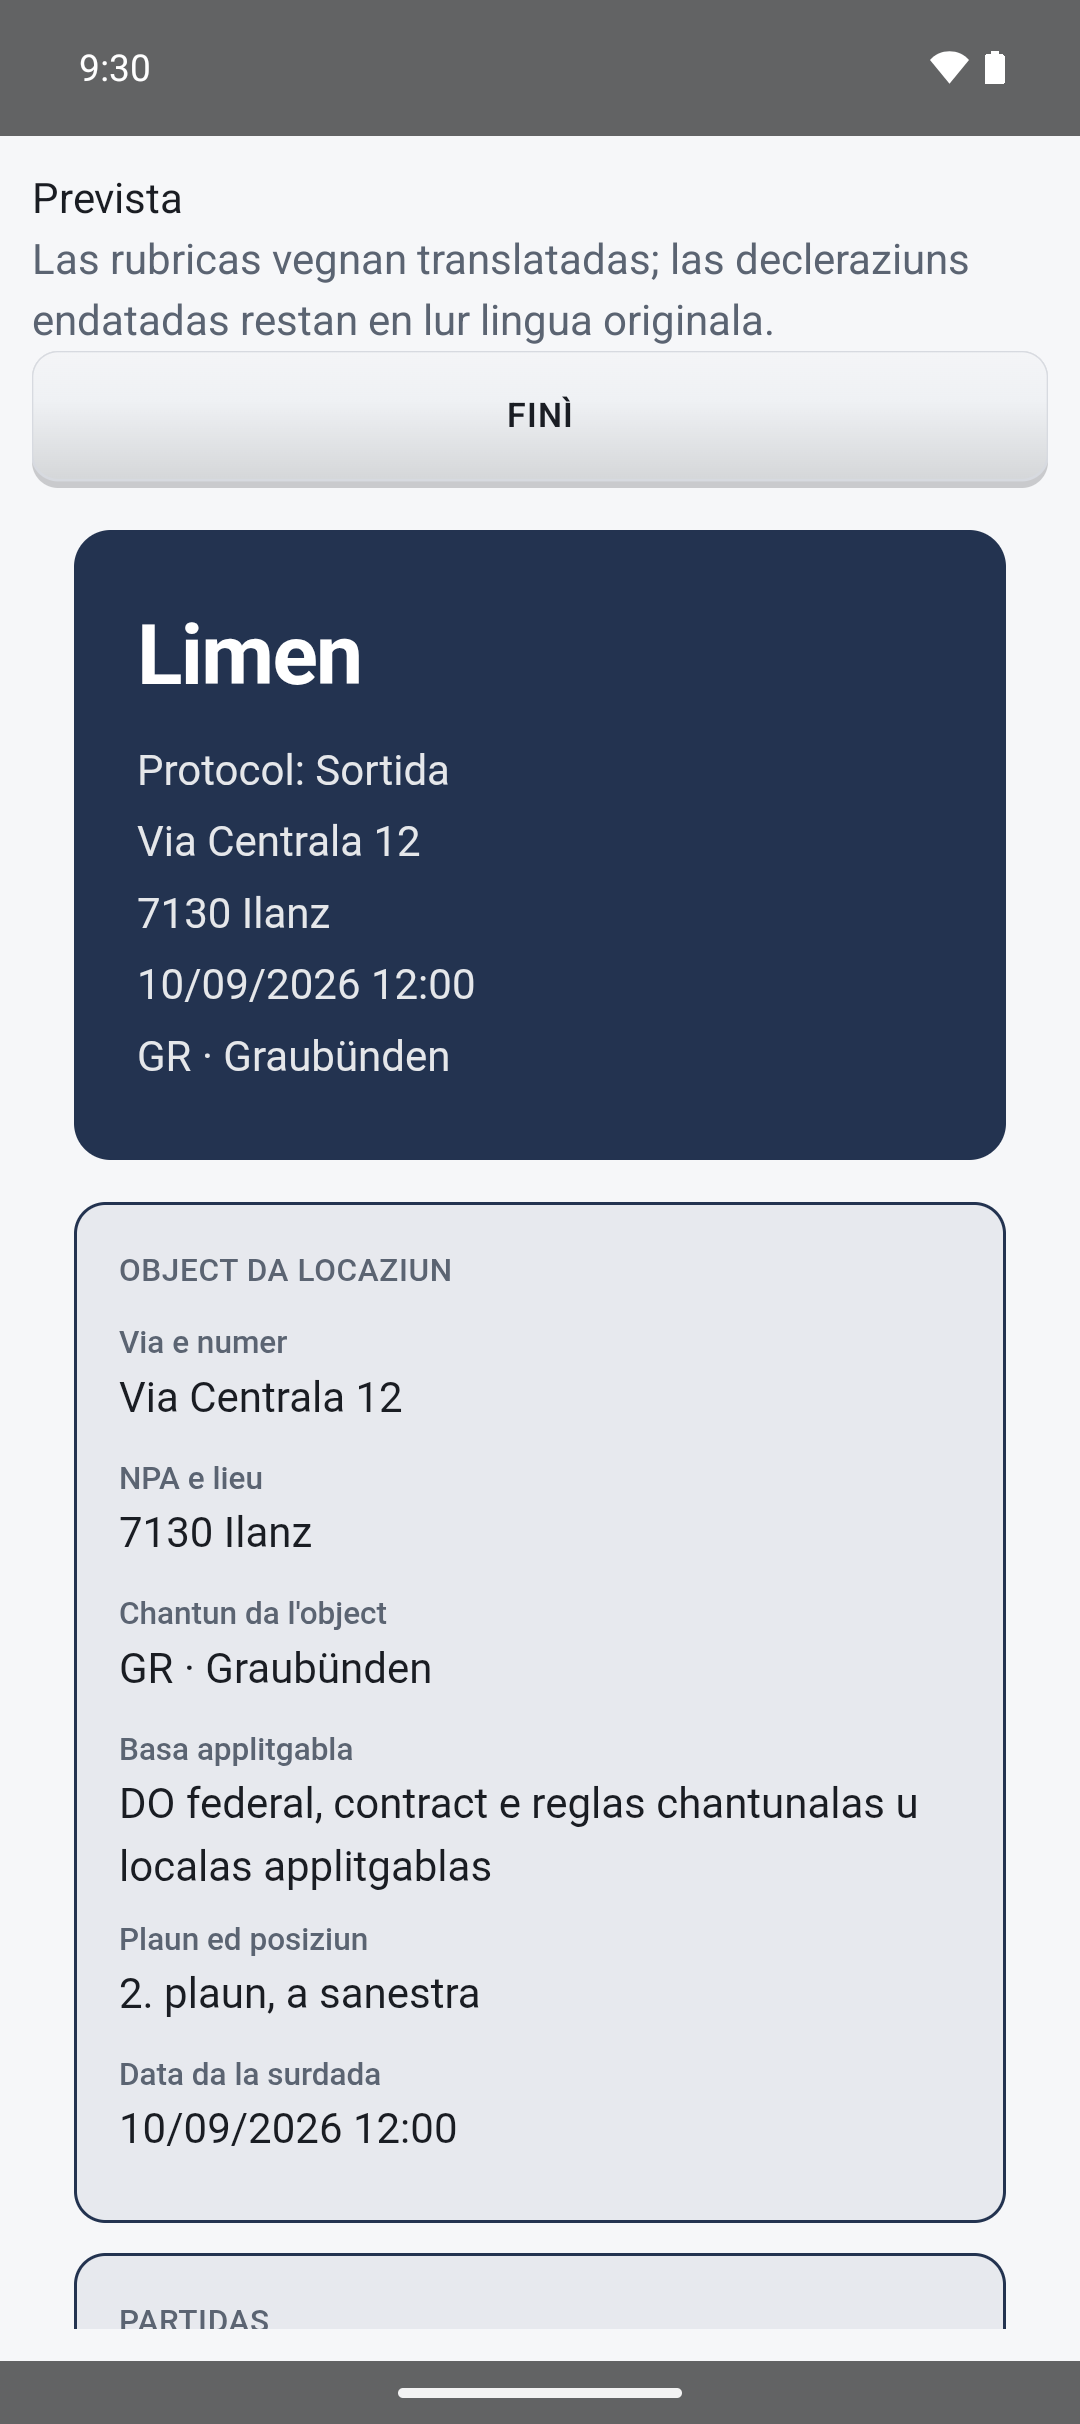 9:30
Prevista
Las rubricas vegnan translatadas; las decleraziuns
endatadas restan en lur lingua originala.
FINÌ
Limen
Protocol: Sortida
Via Centrala 12
7130 Ilanz
10/09/2026 12:00
GR · Graubünden
OBJECT DA LOCAZIUN
Via e numer
Via Centrala 12
NPA e lieu
7130 Ilanz
Chantun da l'object
GR · Graubünden
Basa applitgabla
DO federal, contract e reglas chantunalas u
localas applitgablas
Plaun ed posiziun
2. plaun, a sanestra
Data da la surdada
10/09/2026 12:00
PARTIDAS